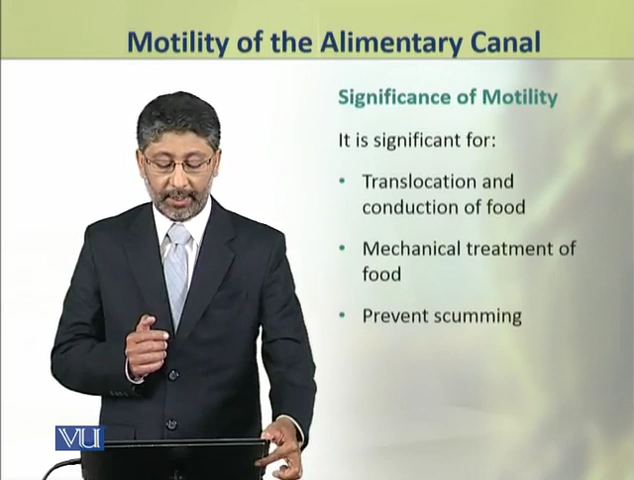 Motility of the Alimentary Canal
Significance of Motility
It is significant for:
• Translocation and
conduction of food
• Mechanical treatment of
food
• Prevent scumming
VU